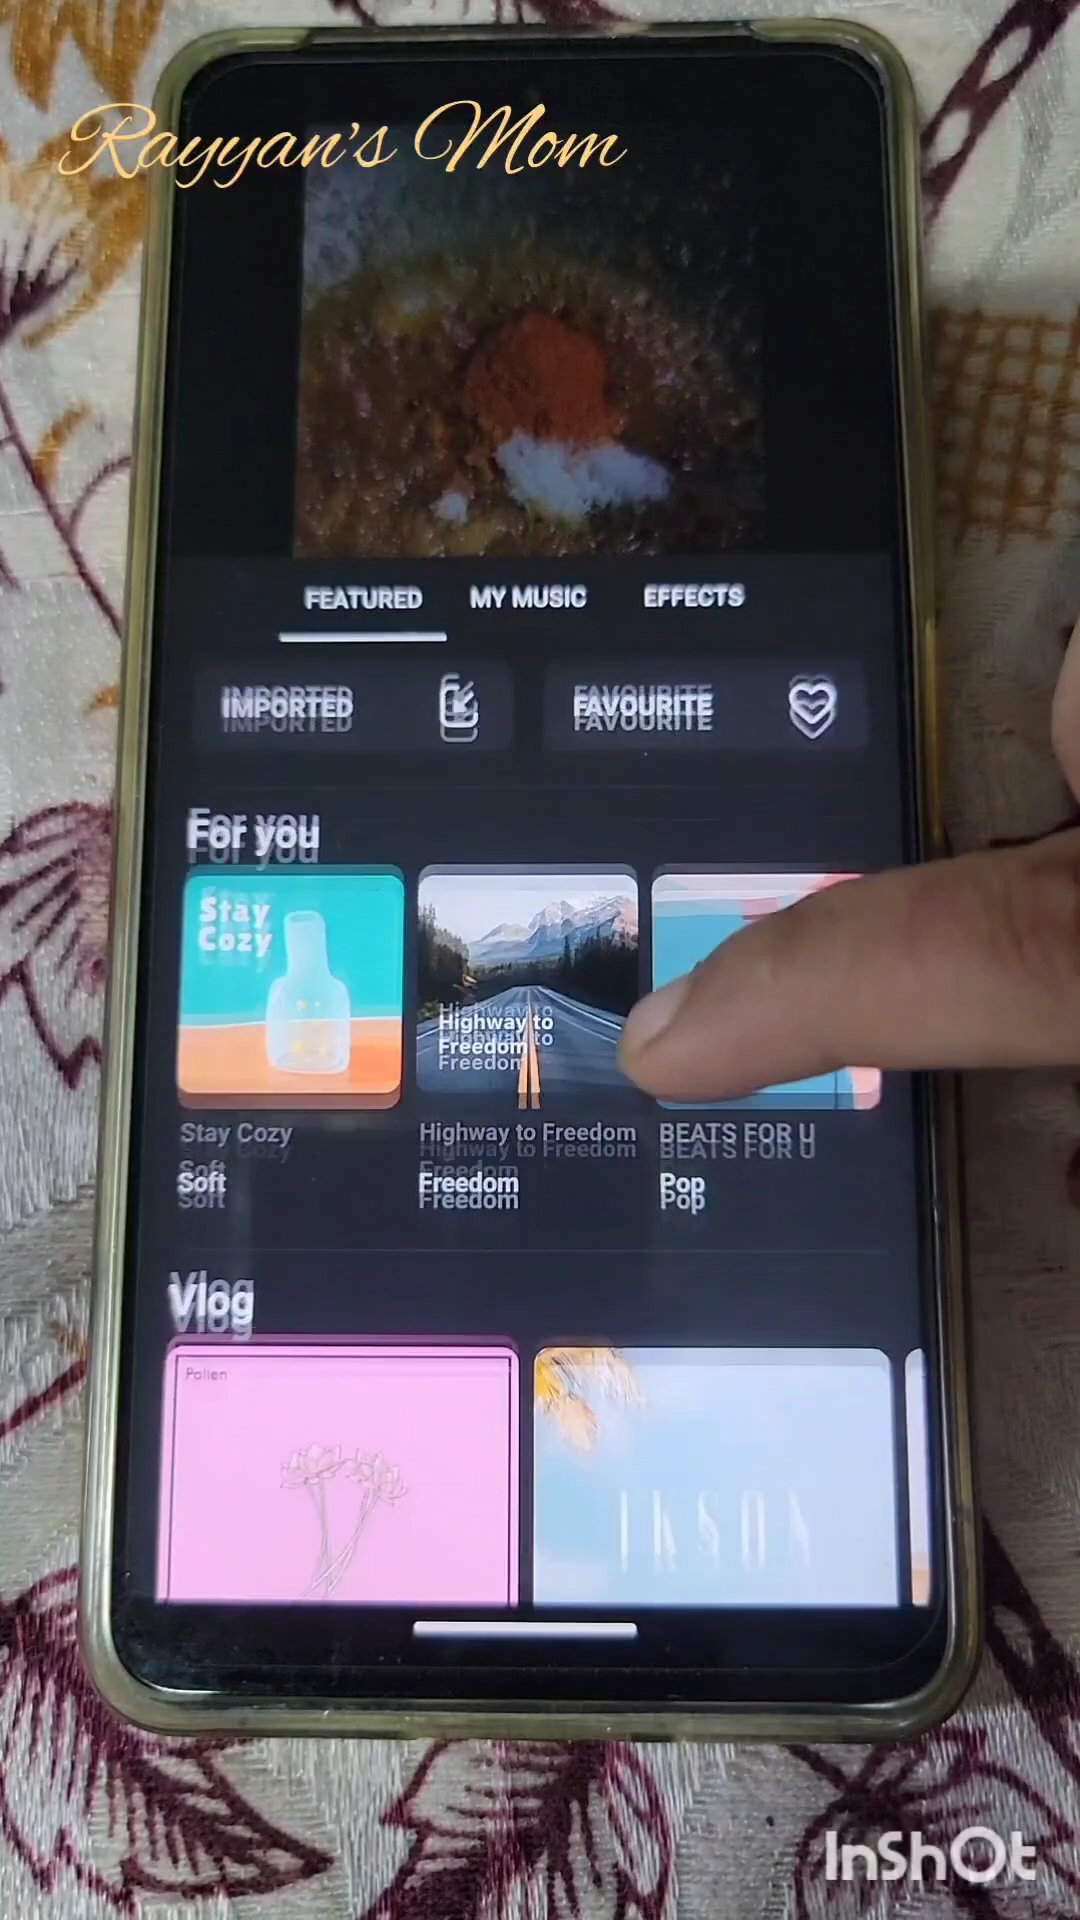 Rayyan's Mom
FEATURED MY MUSIC EFFECTS
IMPORTED FAVOURITE
For you
Stay
Cozy
Highway to
Freedom
Stay Cozy Highway to Freedom BEATS FOR U
Soft Freedom Pop
Vlog
Pollen
IKSON
InShOt